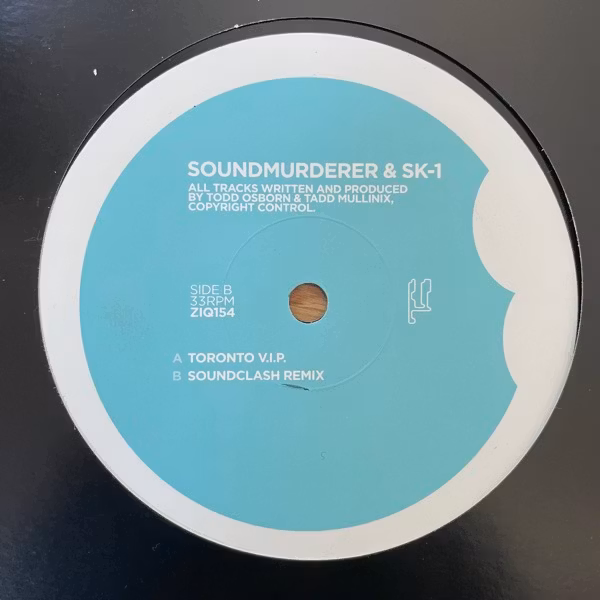 SOUNDMURDERER & SK-1
ALL TRACKS WRITTEN AND PRODUCED
BY TODD OSBORN & TADD MULLINIX,
COPYRIGHT CONTROL.
SIDE B
33RPM
ZIQ154
A TORONTO V.I.P.
B SOUNDCLASH REMIX